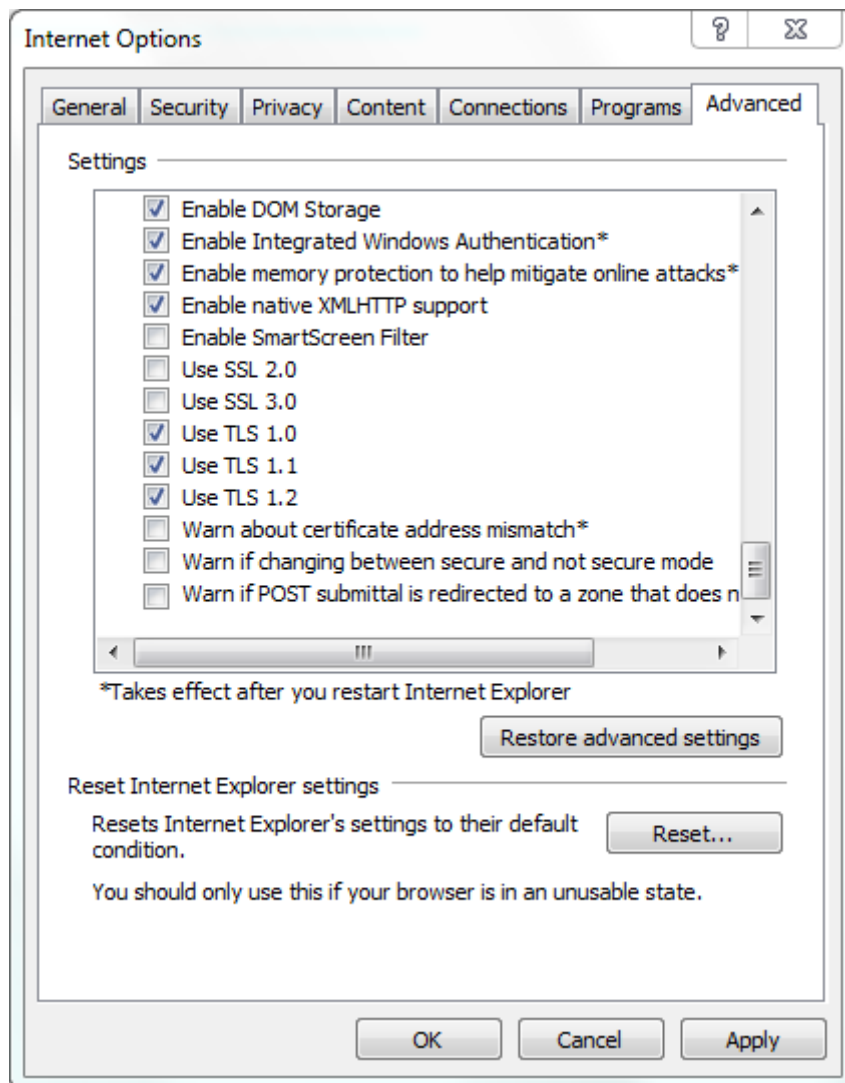 Internet Options
General Security Privacy Content Connections Programs Advanced
Settings
Enable DOM Storage
Enable Integrated Windows Authentication*
Enable memory protection to help mitigate online attacks*
Enable native XMLHTTP support
Enable SmartScreen Filter
Use SSL 2.0
Use SSL 3.0
Use TLS 1.0
Use TLS 1.1
Use TLS 1.2
Warn about certificate address mismatch*
Warn if changing between secure and not secure mode
Warn if POST submittal is redirected to a zone that does n
*Takes effect after you restart Internet Explorer
Restore advanced settings
Reset Internet Explorer settings
Resets Internet Explorer's settings to their default
condition.
Reset...
You should only use this if your browser is in an unusable state.
OK Cancel Apply